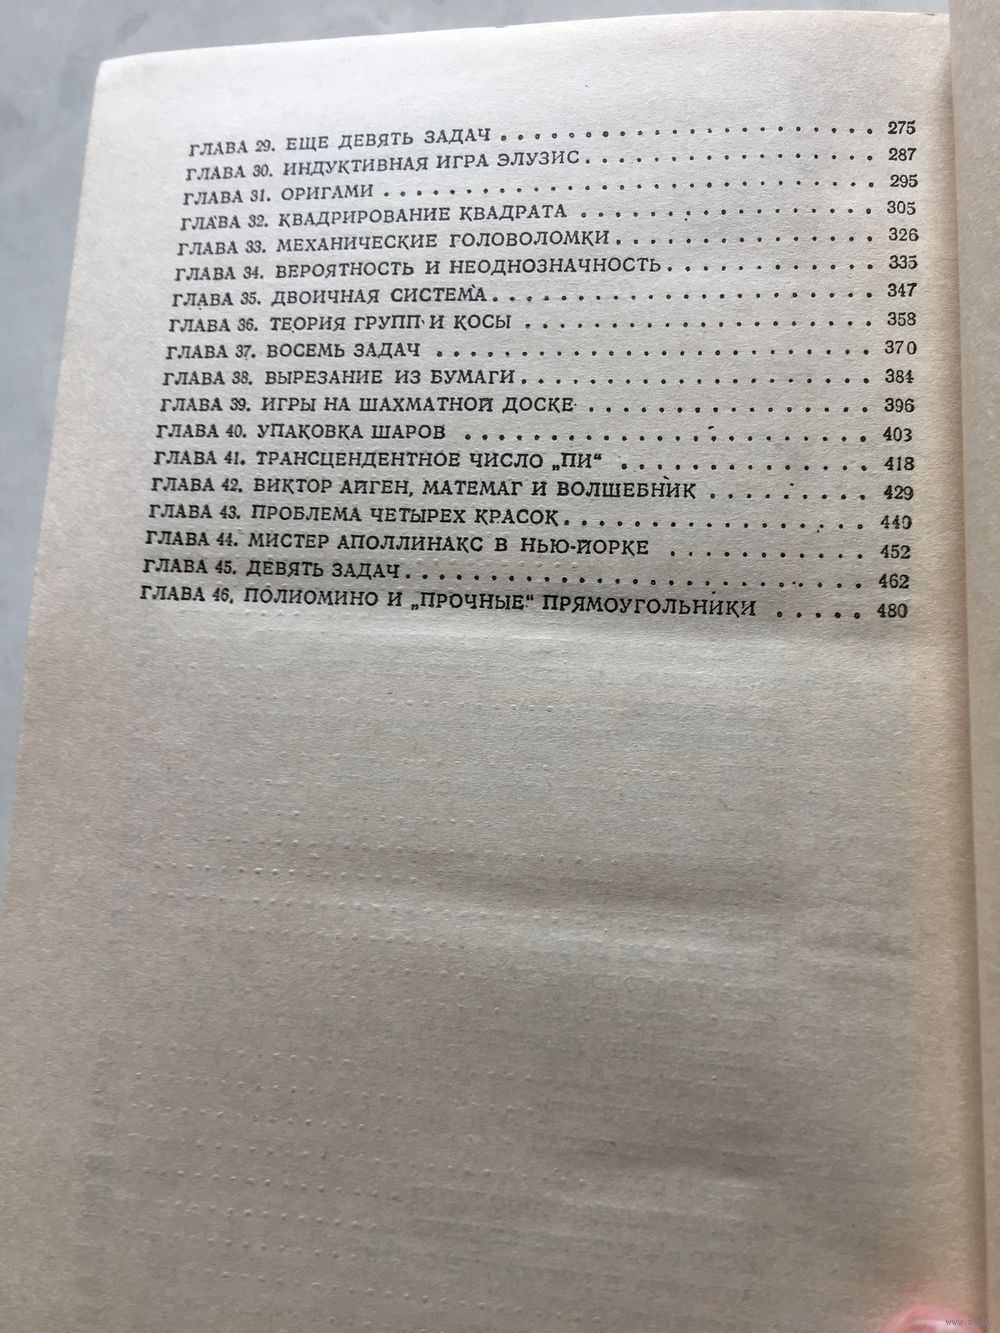 ГЛАВА 29. ЕЩЕ ДЕВЯТЬ ЗАДАЧ . . . . . . . . . . . . . . . . . . . . . . 275
ГЛАВА 30. ИНДУКТИВНАЯ ИГРА ЭЛУЗИС . . . . . . . . . . . . . . . . . 287
ГЛАВА 31. ОРИГАМИ . . . . . . . . . . . . . . . . . . . . . . . . . . . . 295
ГЛАВА 32. КВАДРИРОВАНИЕ КВАДРАТА . . . . . . . . . . . . . . . . . 305
ГЛАВА 33. МЕХАНИЧЕСКИЕ ГОЛОВОЛОМКИ . . . . . . . . . . . . . . . 326
ГЛАВА 34. ВЕРОЯТНОСТЬ И НЕОДНОЗНАЧНОСТЬ . . . . . . . . . . . . 335
ГЛАВА 35. ДВОИЧНАЯ СИСТЕМА . . . . . . . . . . . . . . . . . . . . . . 347
ГЛАВА 36. ТЕОРИЯ ГРУПП И КОСЫ . . . . . . . . . . . . . . . . . . . . 358
ГЛАВА 37. ВОСЕМЬ ЗАДАЧ . . . . . . . . . . . . . . . . . . . . . . . . . 370
ГЛАВА 38. ВЫРЕЗАНИЕ ИЗ БУМАГИ . . . . . . . . . . . . . . . . . . . . 384
ГЛАВА 39. ИГРЫ НА ШАХМАТНОЙ ДОСКЕ . . . . . . . . . . . . . . . . . 396
ГЛАВА 40. УПАКОВКА ШАРОВ . . . . . . . . . . . . . . . . . . . . . . . 403
ГЛАВА 41. ТРАНСЦЕНДЕНТНОЕ ЧИСЛО „ПИ“ . . . . . . . . . . . . . . . 418
ГЛАВА 42. ВИКТОР АЙГЕН, МАТЕМАГ И ВОЛШЕБНИК . . . . . . . . . . 429
ГЛАВА 43. ПРОБЛЕМА ЧЕТЫРЕХ КРАСОК . . . . . . . . . . . . . . . . . . 440
ГЛАВА 44. МИСТЕР АПОЛЛИНАКС В НЬЮ-ЙОРКЕ . . . . . . . . . . . . 452
ГЛАВА 45. ДЕВЯТЬ ЗАДАЧ . . . . . . . . . . . . . . . . . . . . . . . . . . 462
ГЛАВА 46. ПОЛИОМИНО И „ПРОЧНЫЕ“ ПРЯМОУГОЛЬНИКИ . . . . . 480